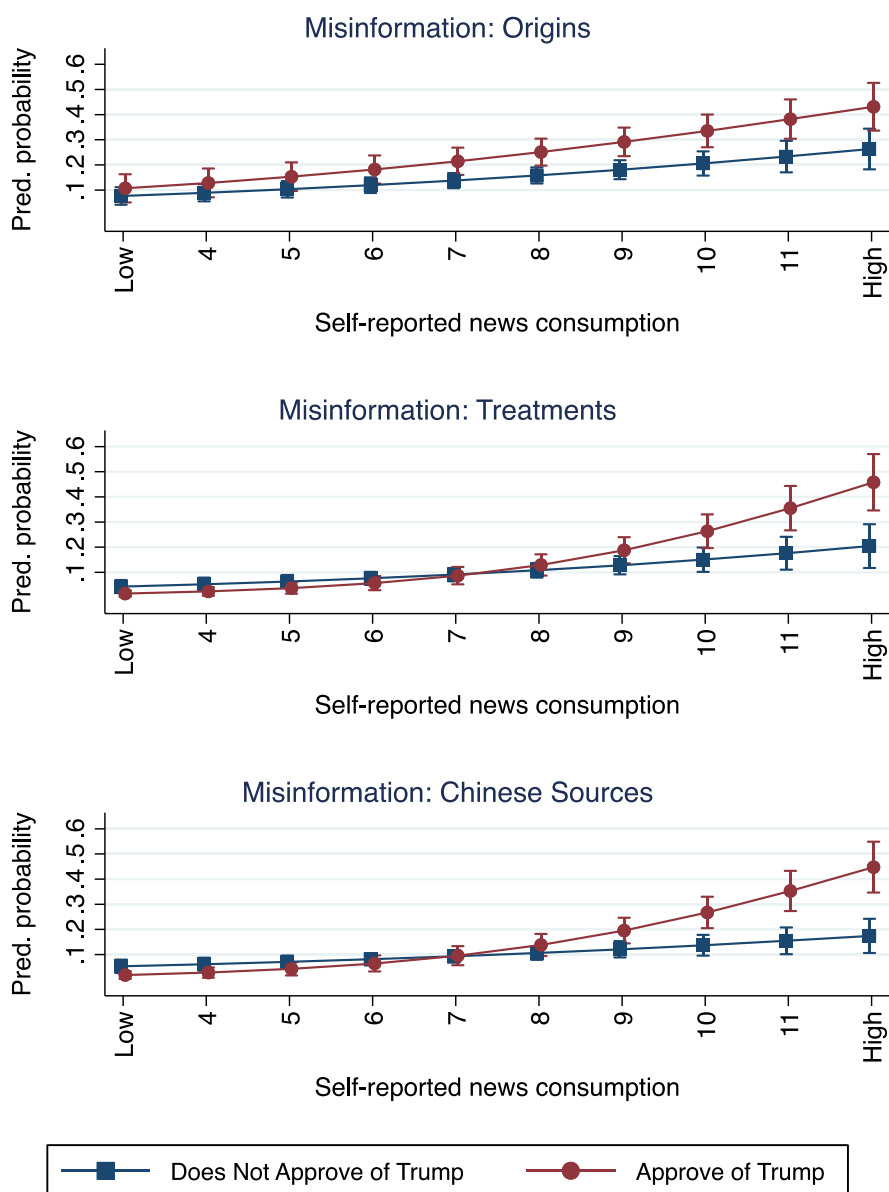 Misinformation: Origins
Pred. probability
.1 .2 .3 .4 .5 .6
Low 4 5 6 7 8 9 10 11 High
Self-reported news consumption
Misinformation: Treatments
Pred. probability
.1 .2 .3 .4 .5 .6
Low 4 5 6 7 8 9 10 11 High
Self-reported news consumption
Misinformation: Chinese Sources
Pred. probability
.1 .2 .3 .4 .5 .6
Low 4 5 6 7 8 9 10 11 High
Self-reported news consumption
Does Not Approve of Trump Approve of Trump